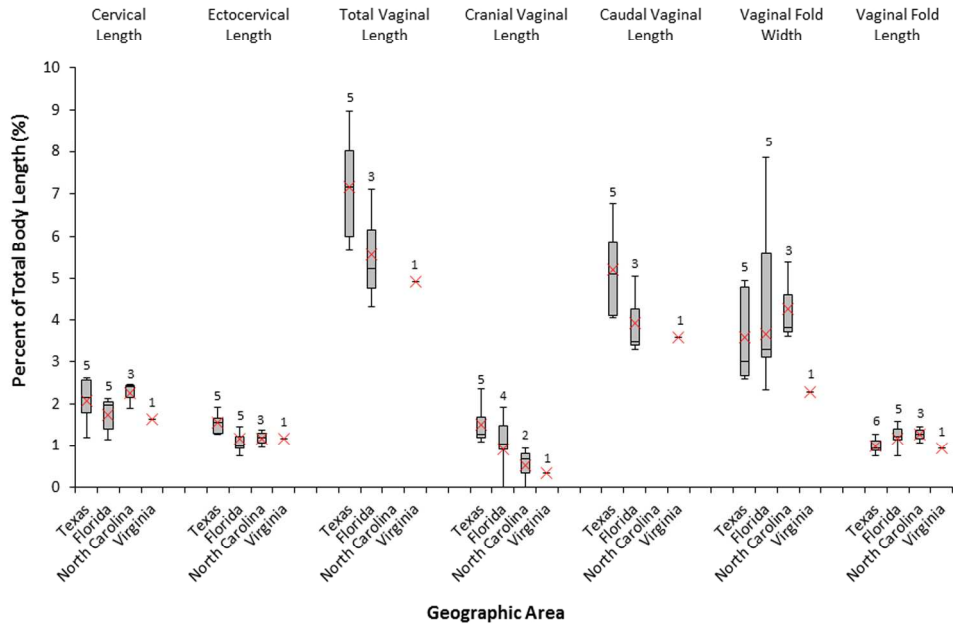 Cervical Length
Ectocervical Length
Total Vaginal Length
Cranial Vaginal Length
Caudal Vaginal Length
Vaginal Fold Width
Vaginal Fold Length
Percent of Total Body Length (%)
10
9
8
7
6
5
4
3
2
1
0
5
5
3
1
5
5
3
1
5
3
1
5
4
2
1
5
3
1
5
5
3
1
6
5
3
1
Texas
Florida
North Carolina
Virginia
Texas
Florida
North Carolina
Virginia
Texas
Florida
North Carolina
Virginia
Texas
Florida
North Carolina
Virginia
Texas
Florida
North Carolina
Virginia
Texas
Florida
North Carolina
Virginia
Texas
Florida
North Carolina
Virginia
Geographic Area